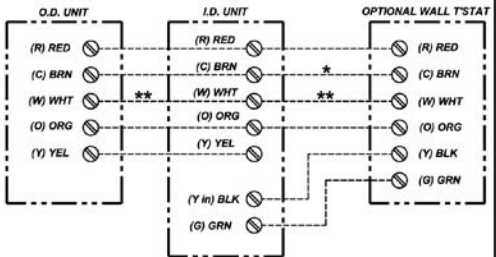 O.D. UNIT I.D. UNIT OPTIONAL WALL T'STAT
(R) RED (R) RED (R) RED
(C) BRN (C) BRN * (C) BRN
(W) WHT ** (W) WHT ** (W) WHT
(O) ORG (O) ORG (O) ORG
(Y) YEL (Y) YEL (Y) BLK
(G) GRN
(Y in) BLK
(G) GRN